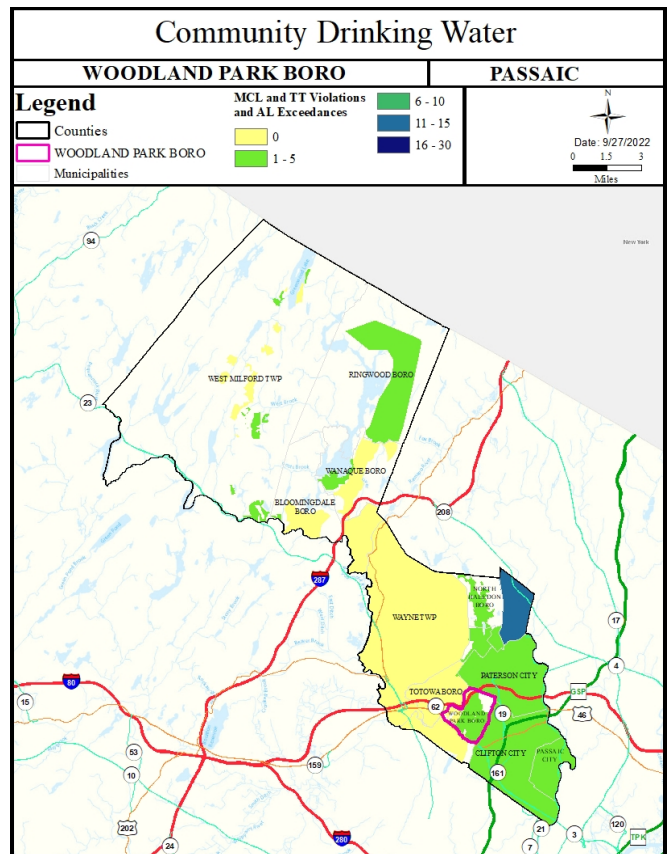 Community Drinking Water
WOODLAND PARK BORO
PASSAIC
Legend
Counties
WOODLAND PARK BORO
Municipalities
MCL and TT Violations
and AL Exceedances
0
1 - 5
6 - 10
11 - 15
16 - 30
N
Date: 9/27/2022
0 1.5 3
Miles
New York
94
WEST MILFORD TWP
RINGWOOD BORO
23
WANAQUE BORO
BLOOMINGDALE
BORO
208
287
NORTH
HALEDON
BORO
WAYNE TWP
17
4
PATERSON CITY
80
TOTOWA BORO
GSP
15
62
WOODLAND
PARK BORO
19
46
53
CLIFTON CITY
PASSAIC
CITY
10
159
161
202
24
280
21
3
120
7
TPK